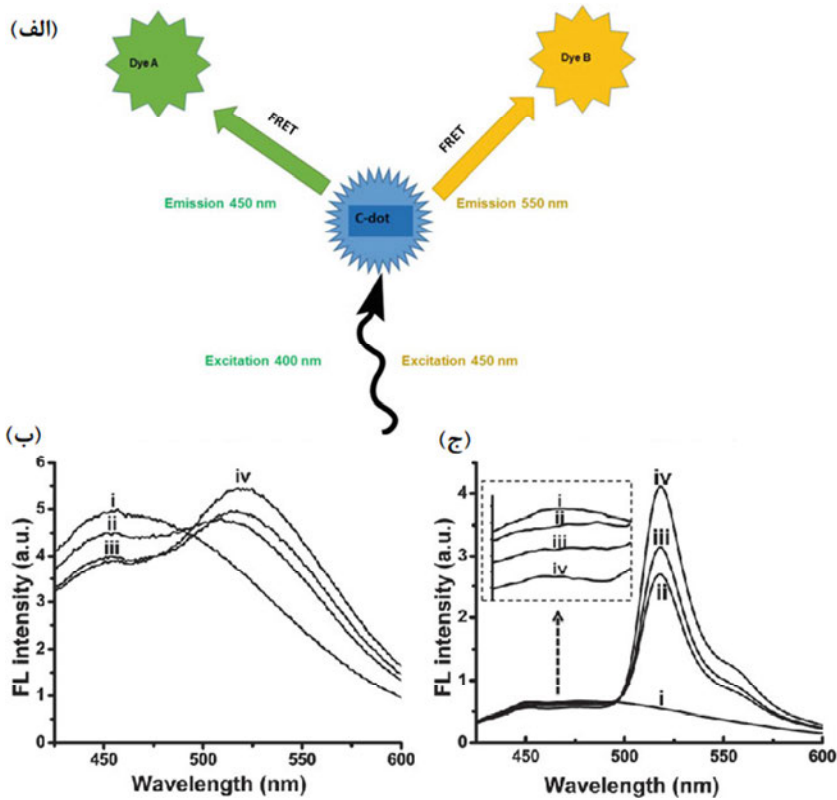 (الف)
Dye A
Dye B
FRET
FRET
Emission 450 nm
Emission 550 nm
C-dot
Excitation 400 nm
Excitation 450 nm
(ب)
6
5
4
3
2
1
0
FL intensity (a.u.)
i
ii
iii
iv
450
500
550
600
Wavelength (nm)
(ج)
4
3
2
1
0
FL intensity (a.u.)
i
ii
iii
iv
iv
iii
ii
i
450
500
550
600
Wavelength (nm)